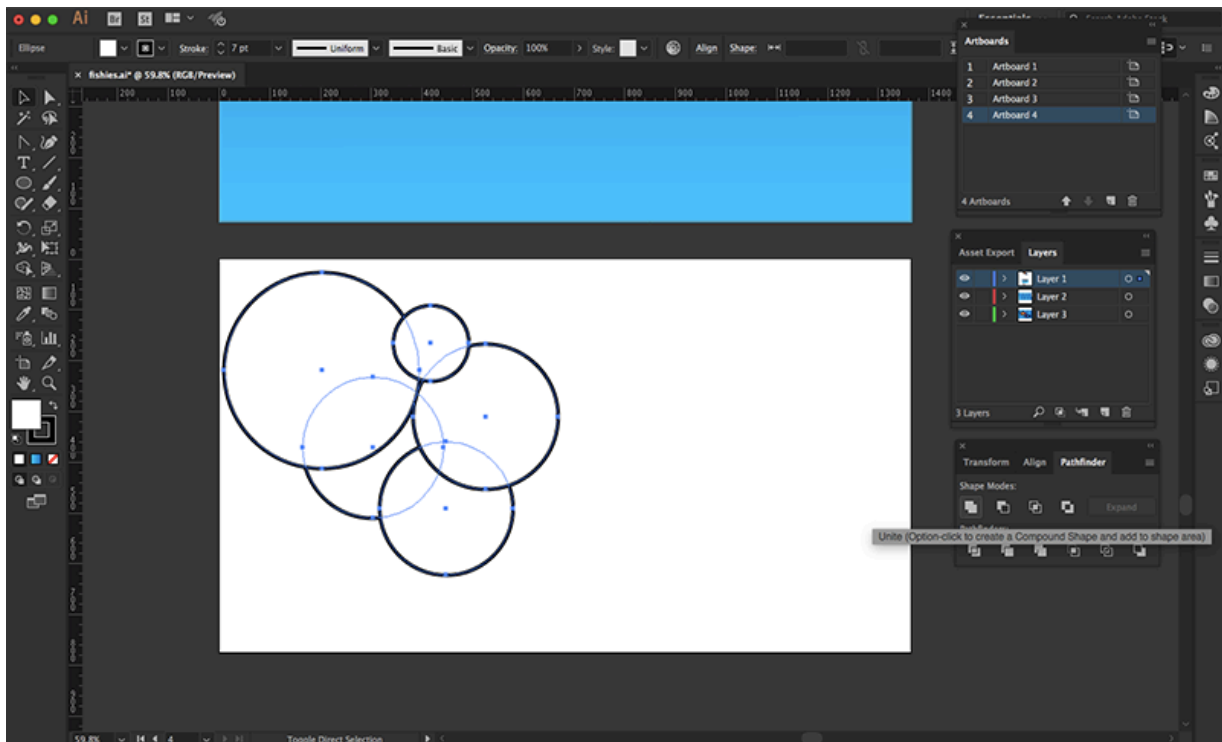 Ai Br St
Ellipse Stroke: 7 pt Uniform Basic Opacity: 100% Style: Align Shape:
× fishies.ai* @ 59.8% (RGB/Preview)
200 100 0 100 200 300 400 500 600 700 800 900 1000 1100 1200 1300 1400
Artboards
1 Artboard 1
2 Artboard 2
3 Artboard 3
4 Artboard 4
4 Artboards
Asset Export Layers
Layer 1
Layer 2
Layer 3
3 Layers
Transform Align Pathfinder
Shape Modes:
Expand
Unite (Option-click to create a Compound Shape and add to shape area)
59.8% 4 Toggle Direct Selection